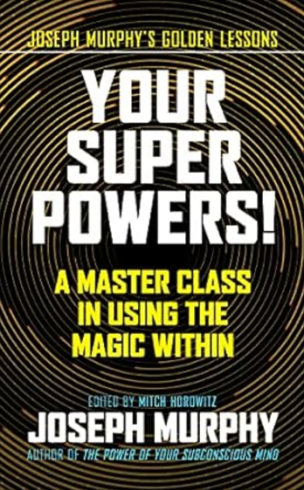 JOSEPH MURPHY'S GOLDEN LESSONS
YOUR
SUPER
POWERS!
A MASTER CLASS
IN USING THE
MAGIC WITHIN
EDITED BY MITCH HOROWITZ
JOSEPH MURPHY
AUTHOR OF THE POWER OF YOUR SUBCONSCIOUS MIND